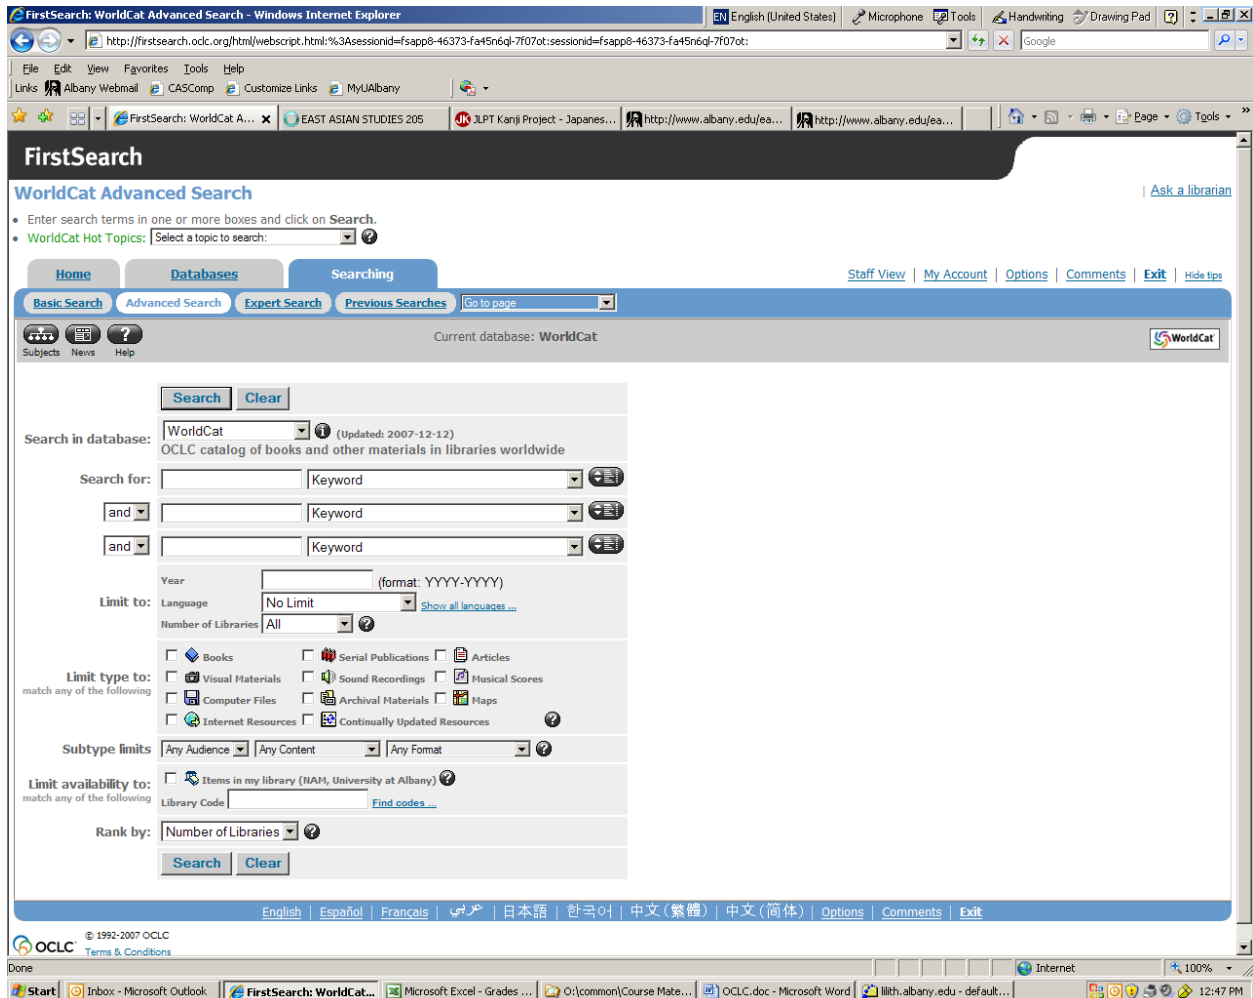 FirstSearch: WorldCat Advanced Search - Windows Internet Explorer
EN English (United States) Microphone Tools Handwriting Drawing Pad
http://firstsearch.oclc.org/html/webscript.html:%3Asessionid=fsapp8-46373-fa45n6ql-7f07ot:sessionid=fsapp8-46373-fa45n6ql-7f07ot:
Google
File Edit View Favorites Tools Help
Links Albany Webmail CASComp Customize Links MyUAlbany
FirstSearch: WorldCat A... EAST ASIAN STUDIES 205 JLPT Kanji Project - Japanes... http://www.albany.edu/ea... http://www.albany.edu/ea... Page Tools
FirstSearch
WorldCat Advanced Search
Ask a librarian
Enter search terms in one or more boxes and click on Search.
WorldCat Hot Topics: Select a topic to search:
Home Databases Searching
Staff View | My Account | Options | Comments | Exit | Hide tips
Basic Search Advanced Search Expert Search Previous Searches Go to page
Subjects News Help
Current database: WorldCat
WorldCat
Search Clear
Search in database: WorldCat (Updated: 2007-12-12)
OCLC catalog of books and other materials in libraries worldwide
Search for: Keyword
and Keyword
and Keyword
Limit to:
Year (format: YYYY-YYYY)
Language No Limit Show all languages ...
Number of Libraries All
Limit type to:
match any of the following
Books Serial Publications Articles
Visual Materials Sound Recordings Musical Scores
Computer Files Archival Materials Maps
Internet Resources Continually Updated Resources
Subtype limits Any Audience Any Content Any Format
Limit availability to:
match any of the following
Items in my library (NAM, University at Albany)
Library Code Find codes ...
Rank by: Number of Libraries
Search Clear
English | Español | Français | عربي | 日本語 | 한국어 | 中文(繁體) | 中文(简体) | Options | Comments | Exit
OCLC
© 1992-2007 OCLC
Terms & Conditions
Done Internet 100%
Start Inbox - Microsoft Outlook FirstSearch: WorldCat... Microsoft Excel - Grades ... O:\common\Course Mate... OCLC.doc - Microsoft Word lilith.albany.edu - default... 12:47 PM